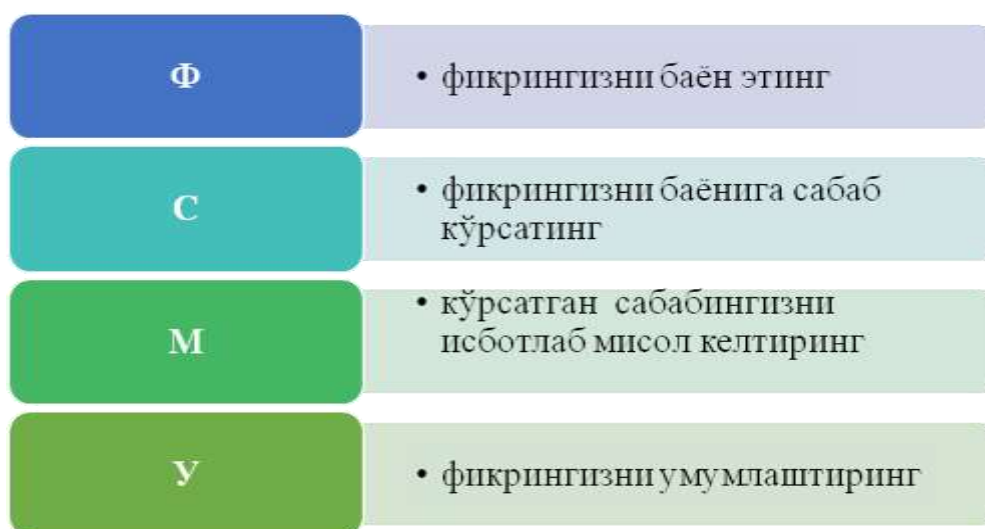 Ф
• фикрингизни баён этинг
С
• фикрингизни баёнига сабаб
кўрсатинг
М
• кўрсатган сабабингизни
исботлаб мисол келтиринг
У
• фикрингизни умумлаштиринг